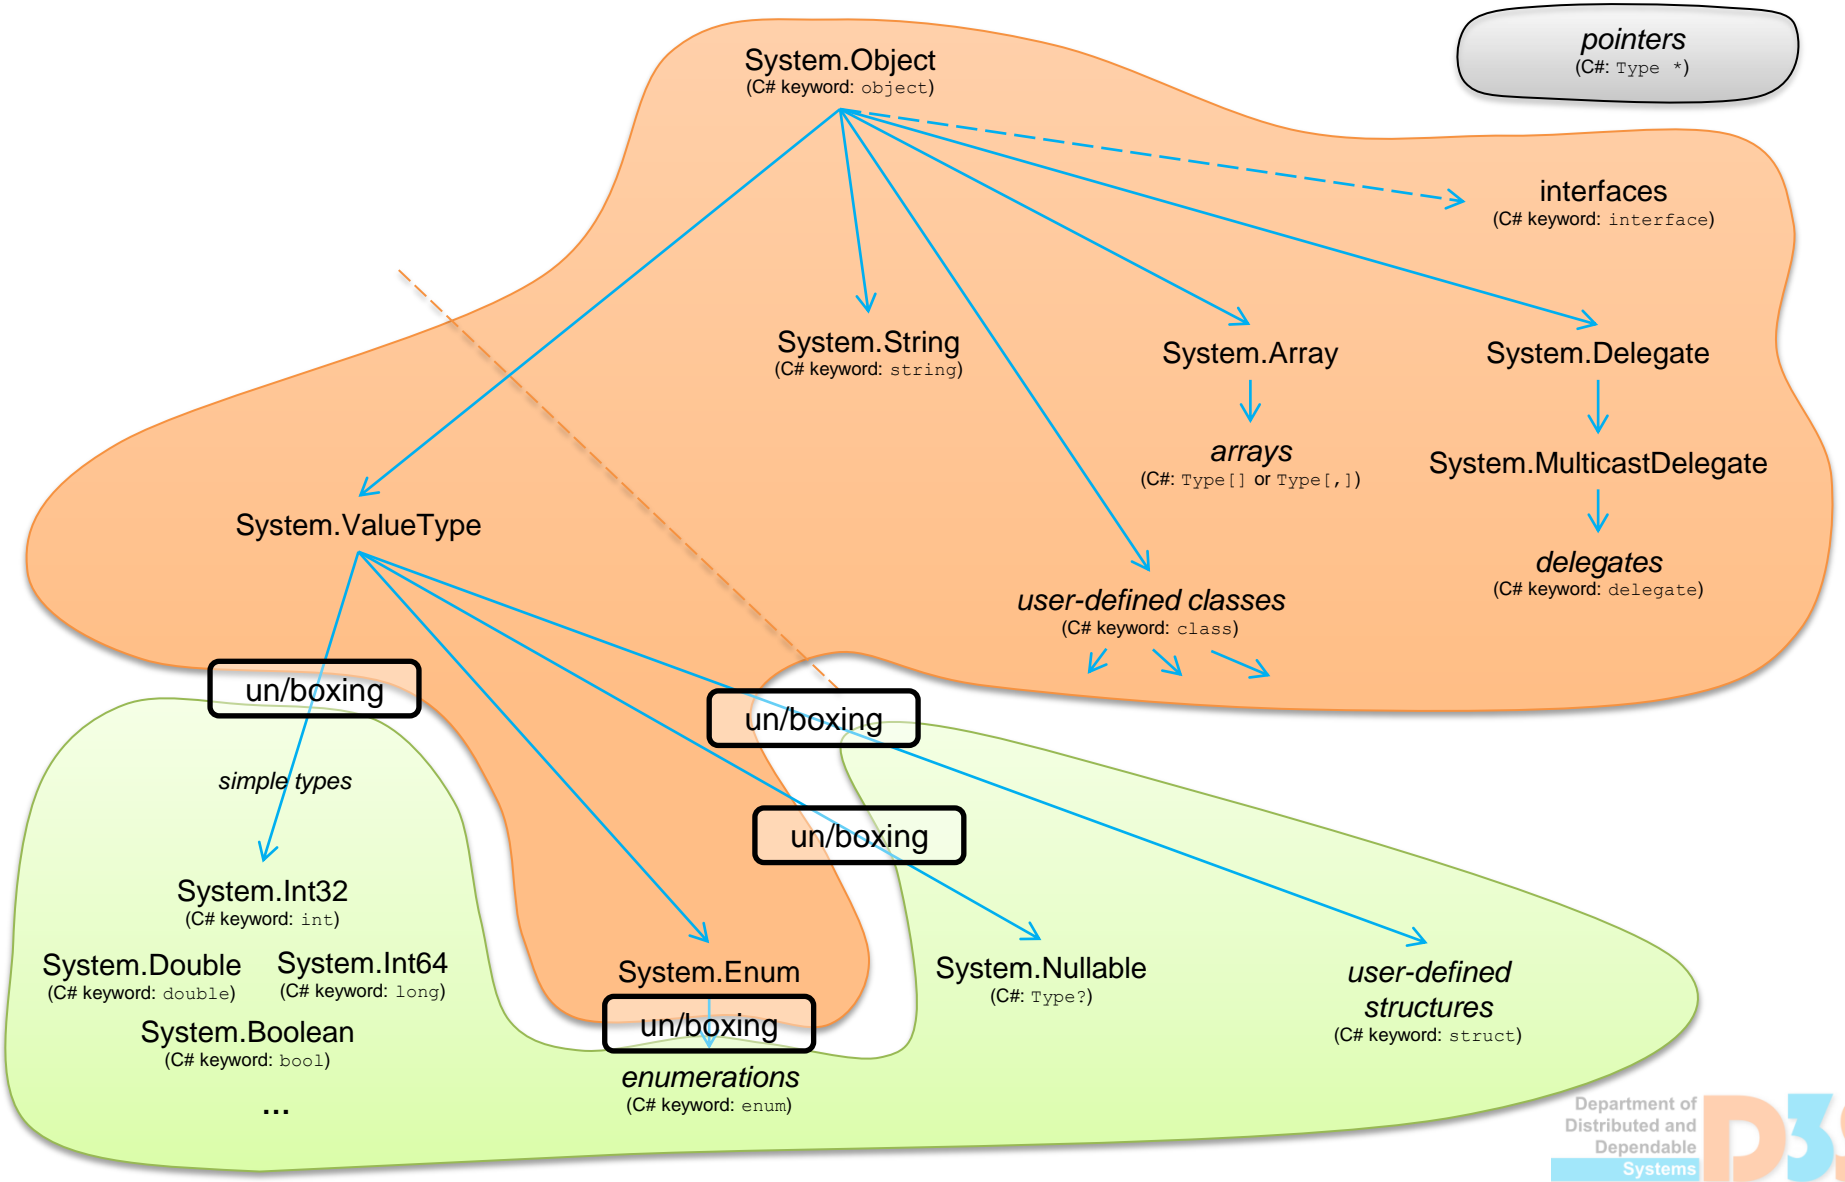 pointers
(C#: Type *)
System.Object
(C# keyword: object)
interfaces
(C# keyword: interface)
System.String
(C# keyword: string)
System.Array
System.Delegate
arrays
(C#: Type[] or Type[,])
System.MulticastDelegate
System.ValueType
delegates
(C# keyword: delegate)
user-defined classes
(C# keyword: class)
un/boxing
un/boxing
simple types
un/boxing
System.Int32
(C# keyword: int)
System.Double
(C# keyword: double)
System.Int64
(C# keyword: long)
System.Enum
System.Nullable
(C#: Type?)
user-defined
structures
(C# keyword: struct)
System.Boolean
(C# keyword: bool)
un/boxing
enumerations
(C# keyword: enum)
...
Department of
Distributed and
Dependable
Systems
D3S